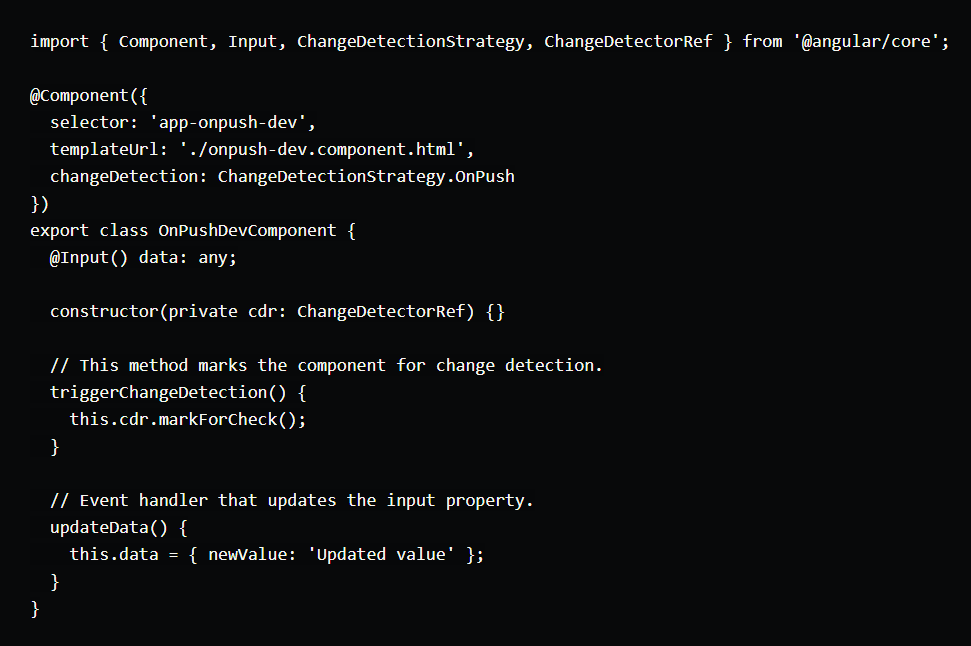 import { Component, Input, ChangeDetectionStrategy, ChangeDetectorRef } from '@angular/core';
@Component({
selector: 'app-onpush-dev',
templateUrl: './onpush-dev.component.html',
changeDetection: ChangeDetectionStrategy.OnPush
})
export class OnPushDevComponent {
@Input() data: any;
constructor(private cdr: ChangeDetectorRef) {}
// This method marks the component for change detection.
triggerChangeDetection() {
this.cdr.markForCheck();
}
// Event handler that updates the input property.
updateData() {
this.data = { newValue: 'Updated value' };
}
}